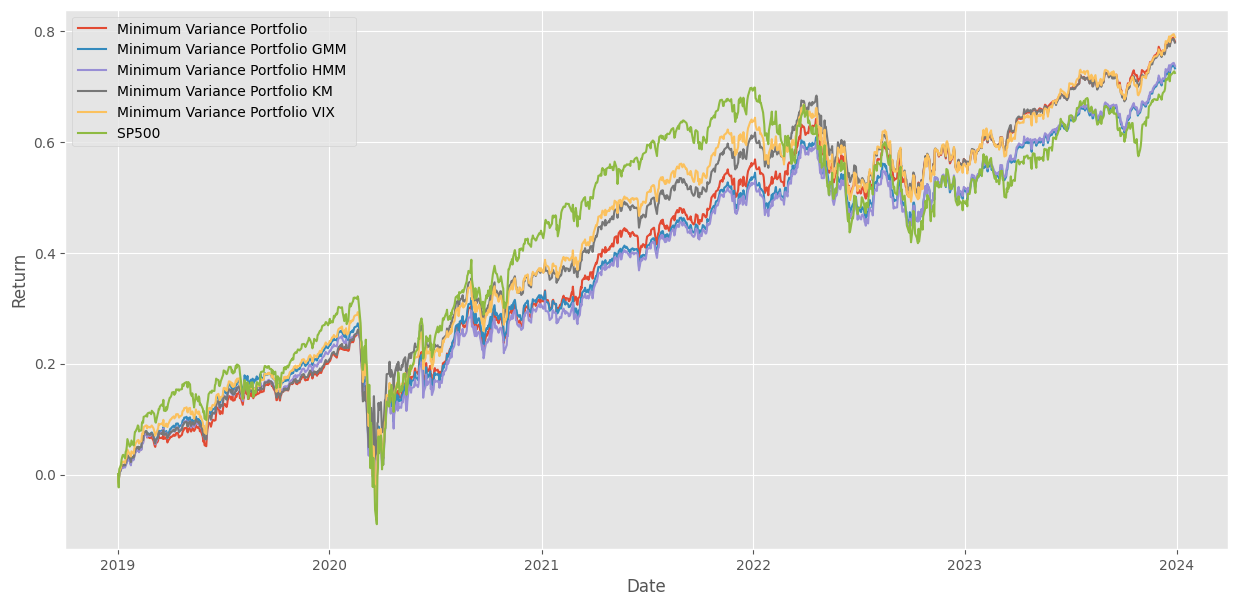 Minimum Variance Portfolio
Minimum Variance Portfolio GMM
Minimum Variance Portfolio HMM
Minimum Variance Portfolio KM
Minimum Variance Portfolio VIX
SP500
0.8
0.6
0.4
0.2
0.0
Return
2019 2020 2021 2022 2023 2024
Date